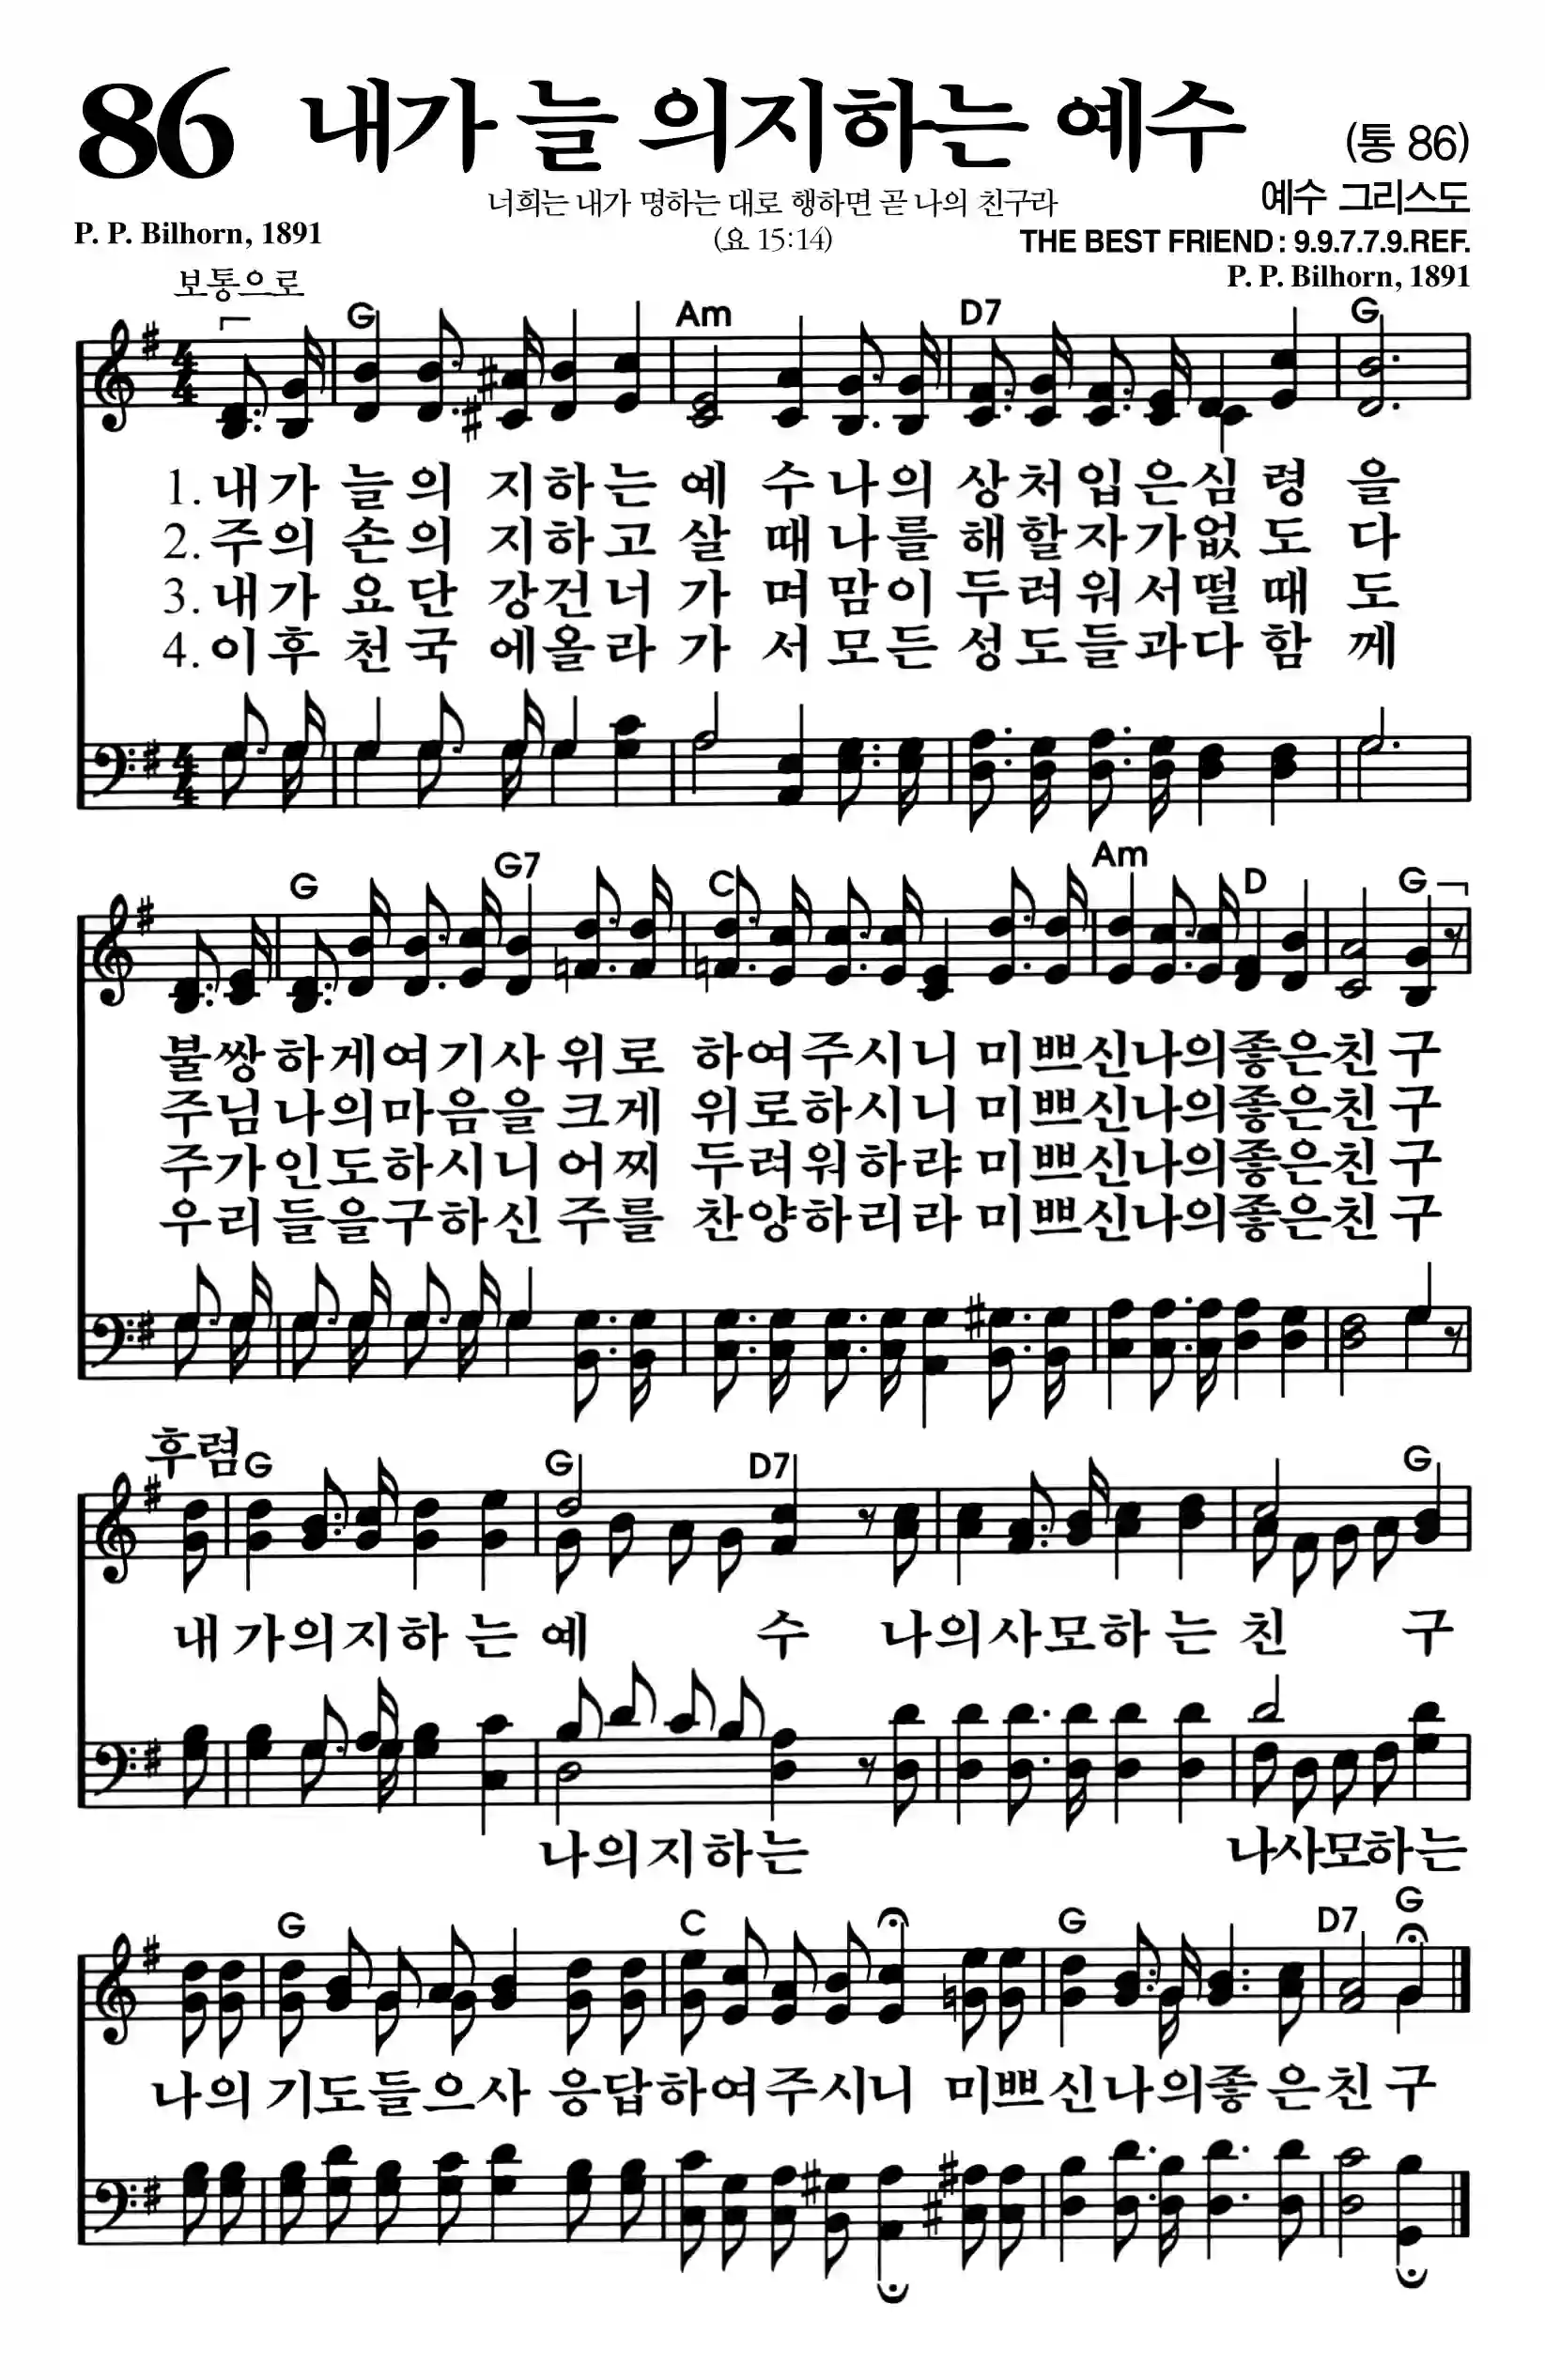 86 내가 늘 의지하는 예수 (통 86)
너희는 내가 명하는 대로 행하면 곧 나의 친구라 예수 그리스도
P. P. Bilhorn, 1891 (요 15:14) THE BEST FRIEND : 9.9.7.7.9.REF.
P. P. Bilhorn, 1891
보통으로
G Am D7 G
1. 내가 늘의 지하는 예 수나의 상처입은심 령 을
2. 주의 손의 지하고 살 때나를 해할자가없 도 다
3. 내가 요단 강건너 가 며맘이 두려워서떨 때 도
4. 이후 천국 에올라 가 서모든 성도들과다 함 께
G G7 C Am D G
불쌍하게여기사 위로 하여주시니 미쁘신나의좋은친구
주님나의마음을 크게 위로하시니 미쁘신나의좋은친구
주가인도하시니 어찌 두려워하랴 미쁘신나의좋은친구
우리들을구하신 주를 찬양하리라 미쁘신나의좋은친구
후렴 G G D7 G
내 가의지하 는 예 수 나의사모하 는 친 구
나의지하는 나사모하는
G C G D7 G
나의 기도들으사 응답하여주시니 미쁘신나의좋 은친구